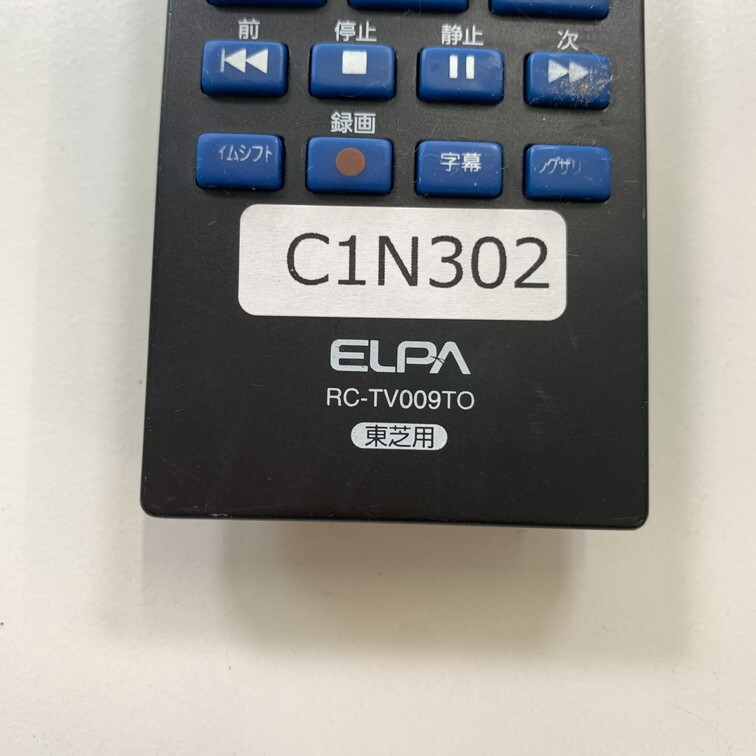 前 停止 静止 次
録画
イムシフト 字幕 ノグザリ
C1N302
ELPA
RC-TV009TO
東芝用